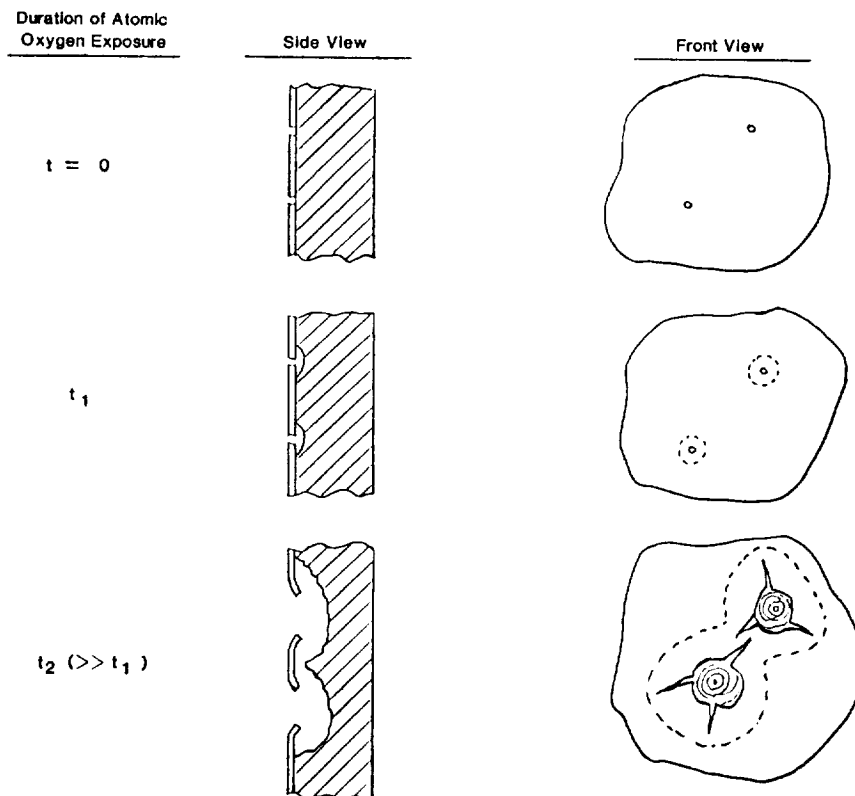 Duration of Atomic
Oxygen Exposure
Side View
Front View
t = 0
t₁
t₂ (>> t₁ )